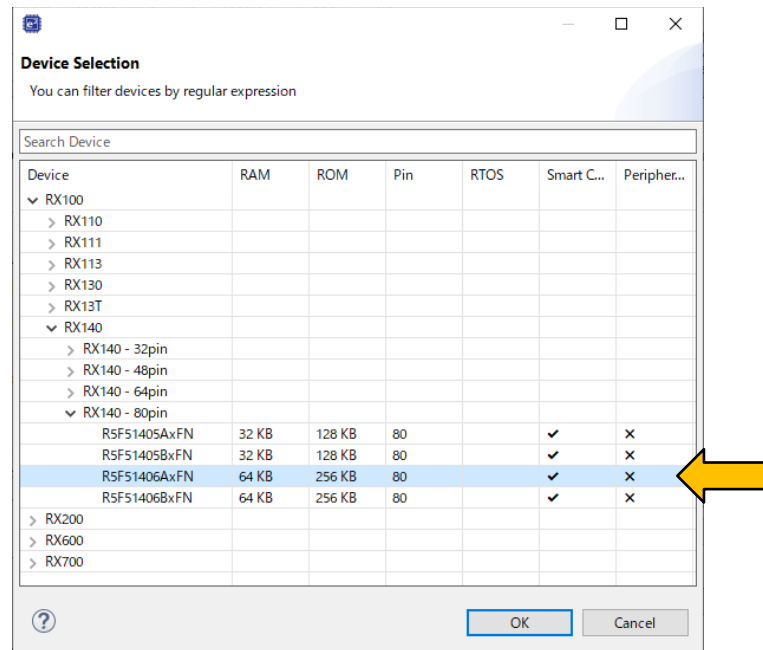 Device Selection
You can filter devices by regular expression
Search Device
Device RAM ROM Pin RTOS Smart C... Peripher...
RX100
RX110
RX111
RX113
RX130
RX13T
RX140
RX140 - 32pin
RX140 - 48pin
RX140 - 64pin
RX140 - 80pin
R5F51405AxFN 32 KB 128 KB 80 ✔ ✕
R5F51405BxFN 32 KB 128 KB 80 ✔ ✕
R5F51406AxFN 64 KB 256 KB 80 ✔ ✕
R5F51406BxFN 64 KB 256 KB 80 ✔ ✕
RX200
RX600
RX700
? OK Cancel